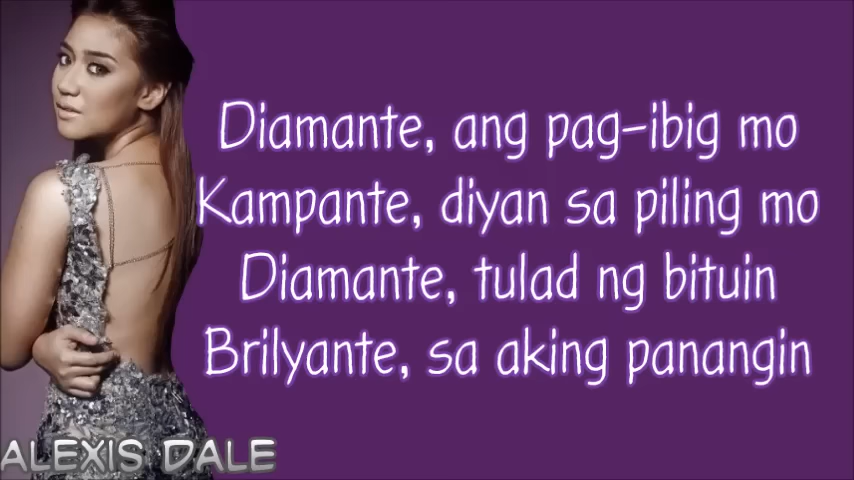 Diamante, ang pag-ibig mo
Kampante, diyan sa piling mo
Diamante, tulad ng bituin
Brilyante, sa aking panangin
ALEXIS DALE